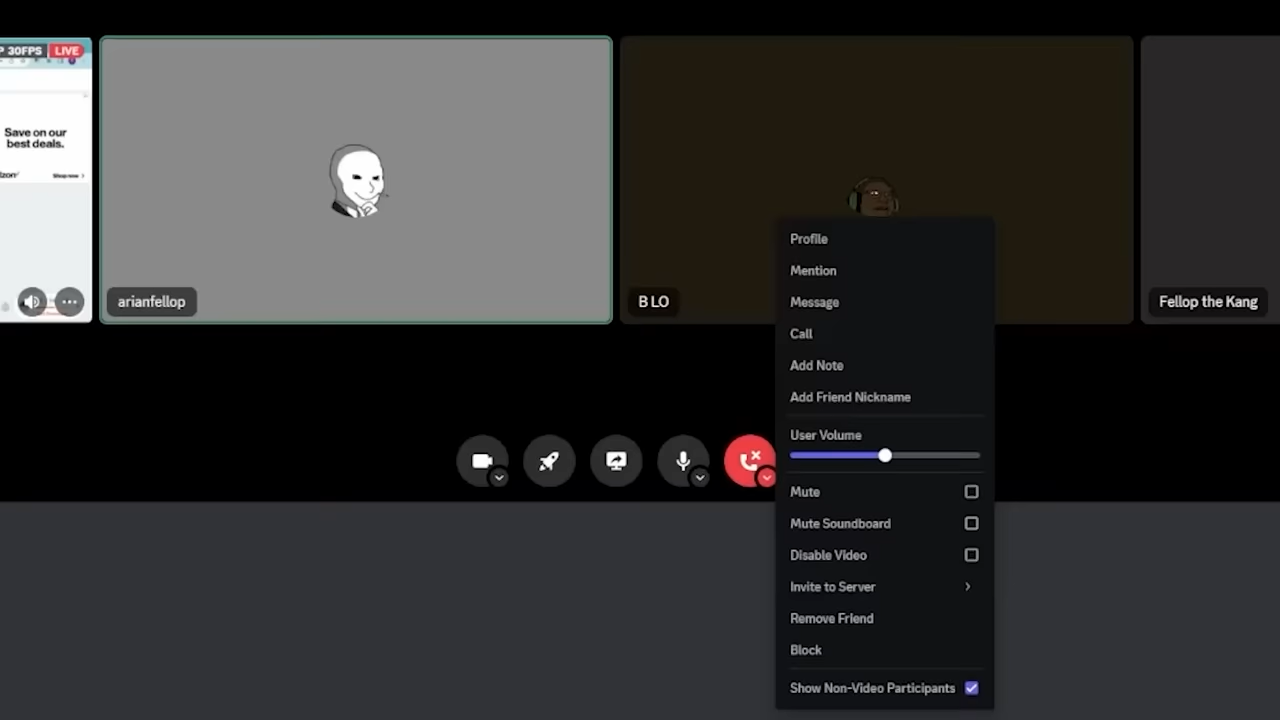 P 30FPS LIVE
Save on our
best deals.
Shop now
arianfellop
B LO
Fellop the Kang
Profile
Mention
Message
Call
Add Note
Add Friend Nickname
User Volume
Mute
Mute Soundboard
Disable Video
Invite to Server
Remove Friend
Block
Show Non-Video Participants